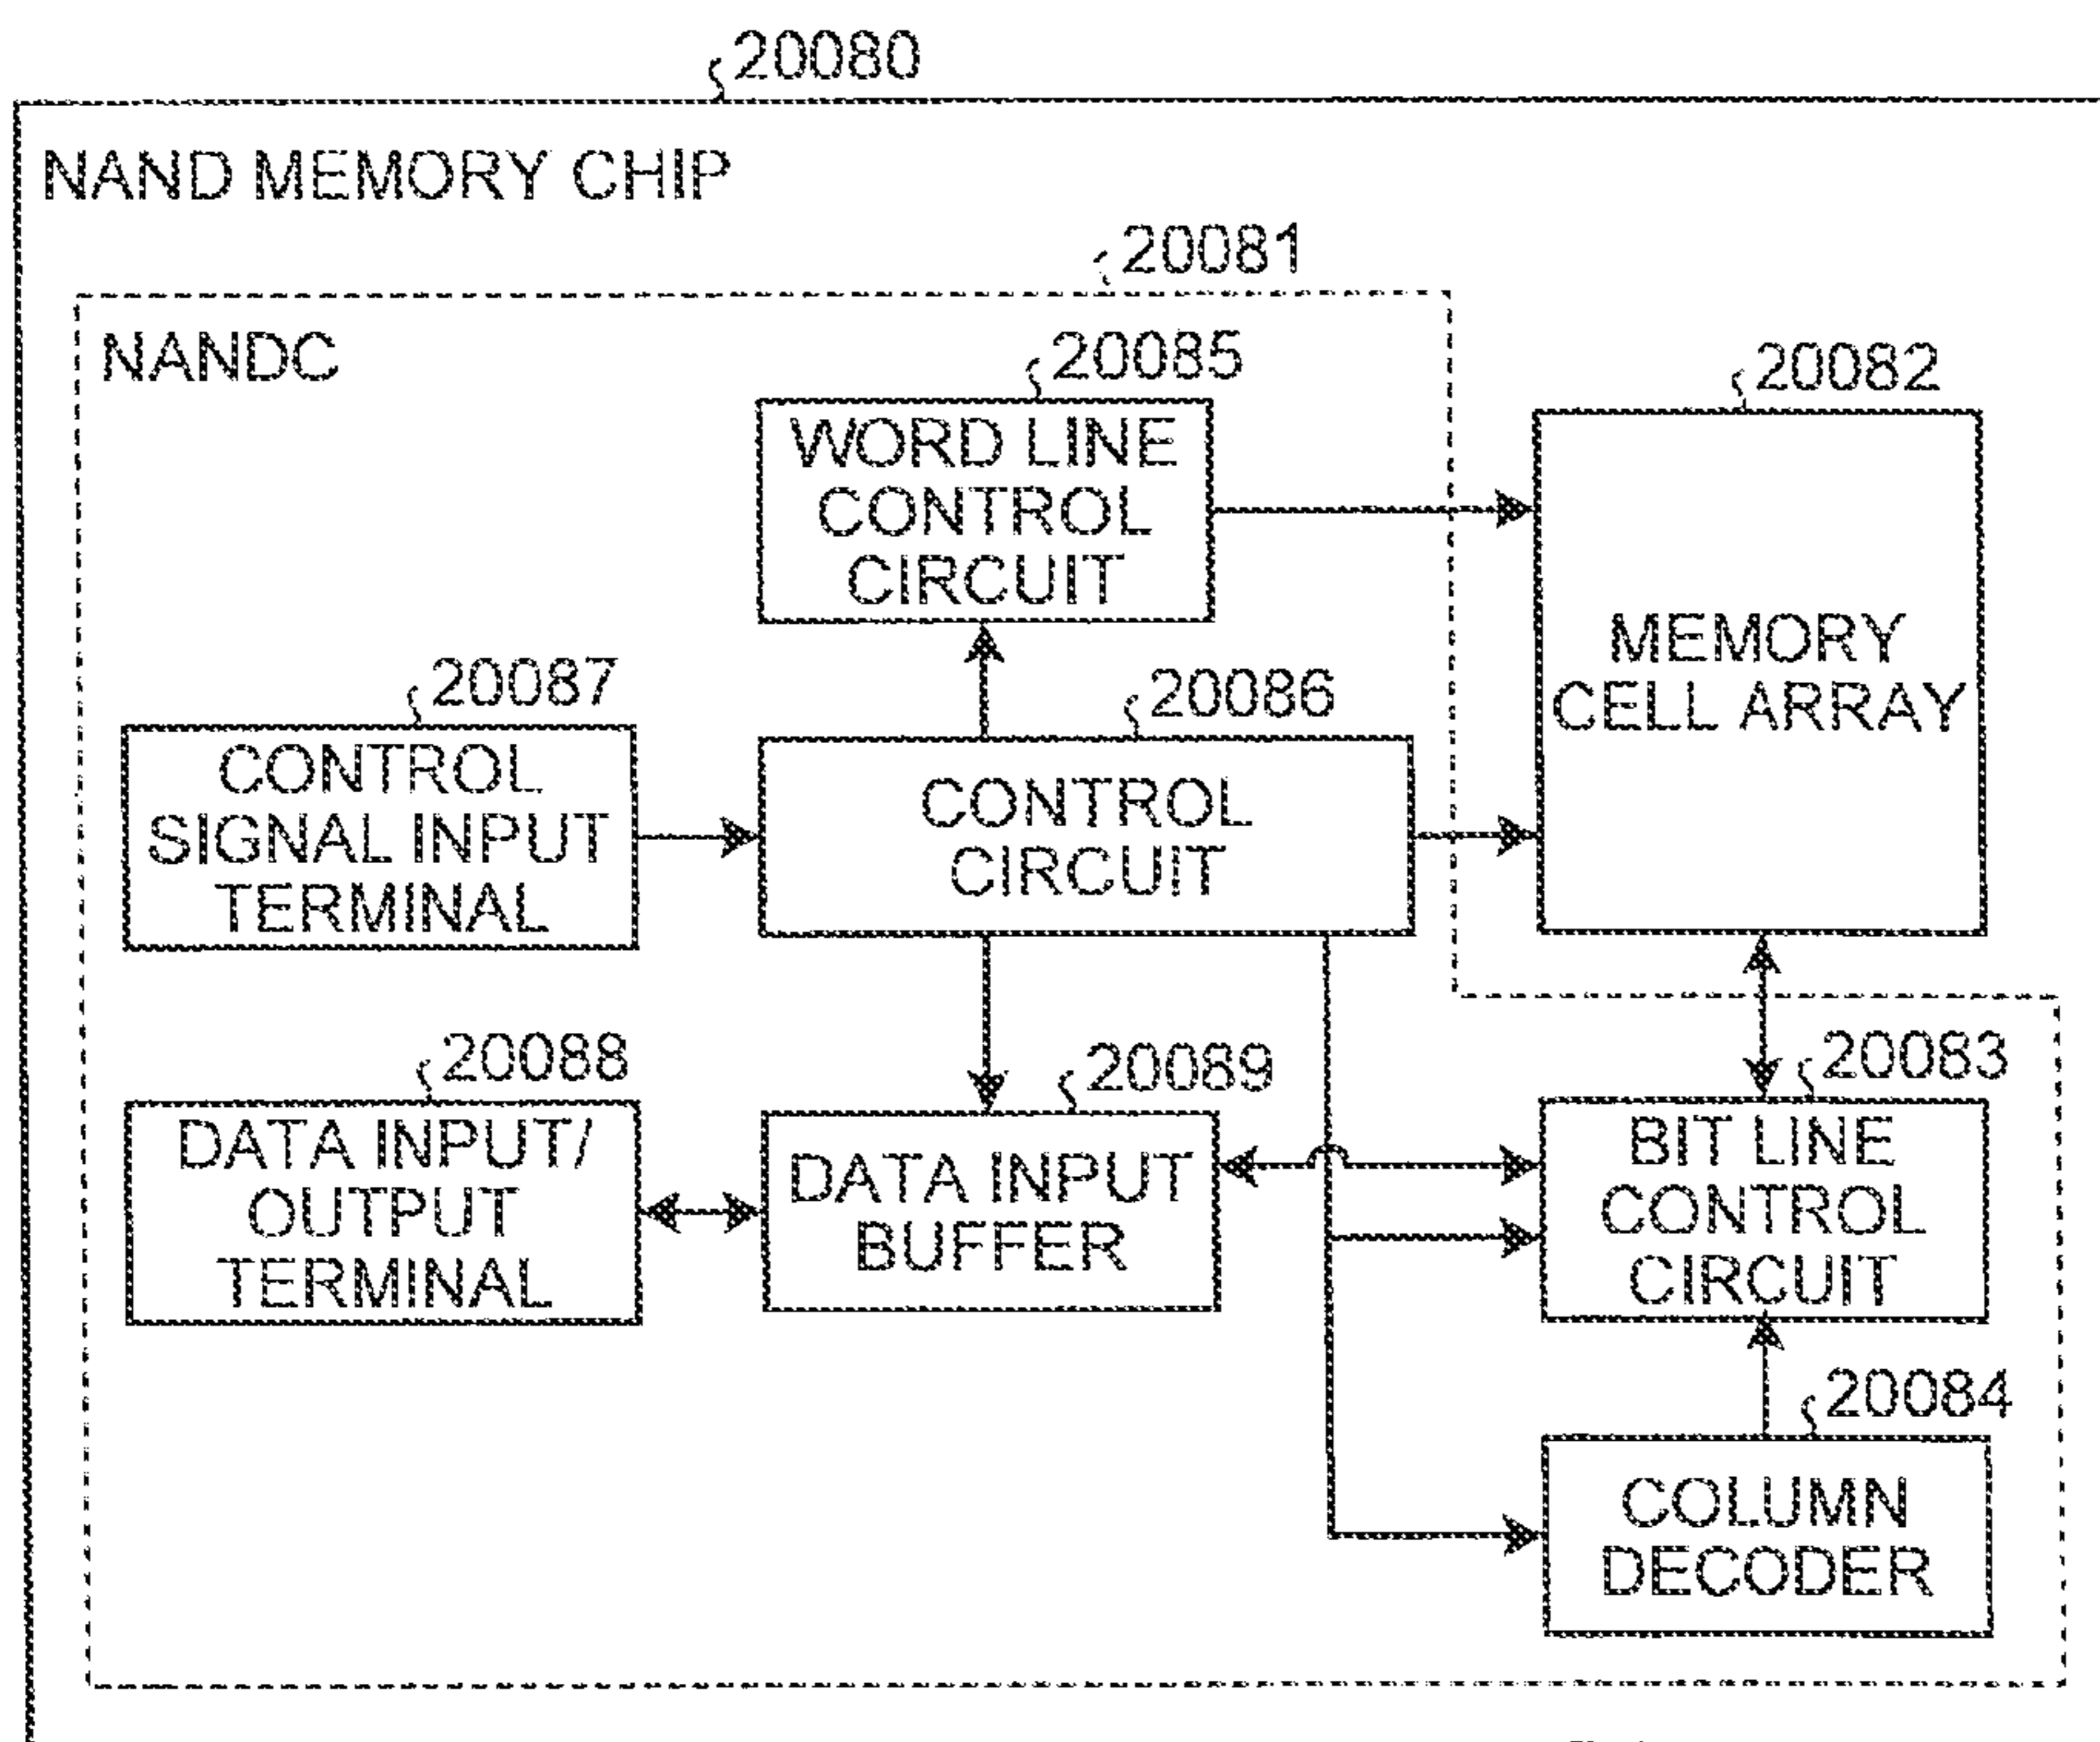 20080
NAND MEMORY CHIP
20081
NANDC
20085
WORD LINE
CONTROL
CIRCUIT
20082
MEMORY
CELL ARRAY
20087
CONTROL
SIGNAL INPUT
TERMINAL
20086
CONTROL
CIRCUIT
20088
DATA INPUT/
OUTPUT
TERMINAL
20089
DATA INPUT
BUFFER
20083
BIT LINE
CONTROL
CIRCUIT
20084
COLUMN
DECODER